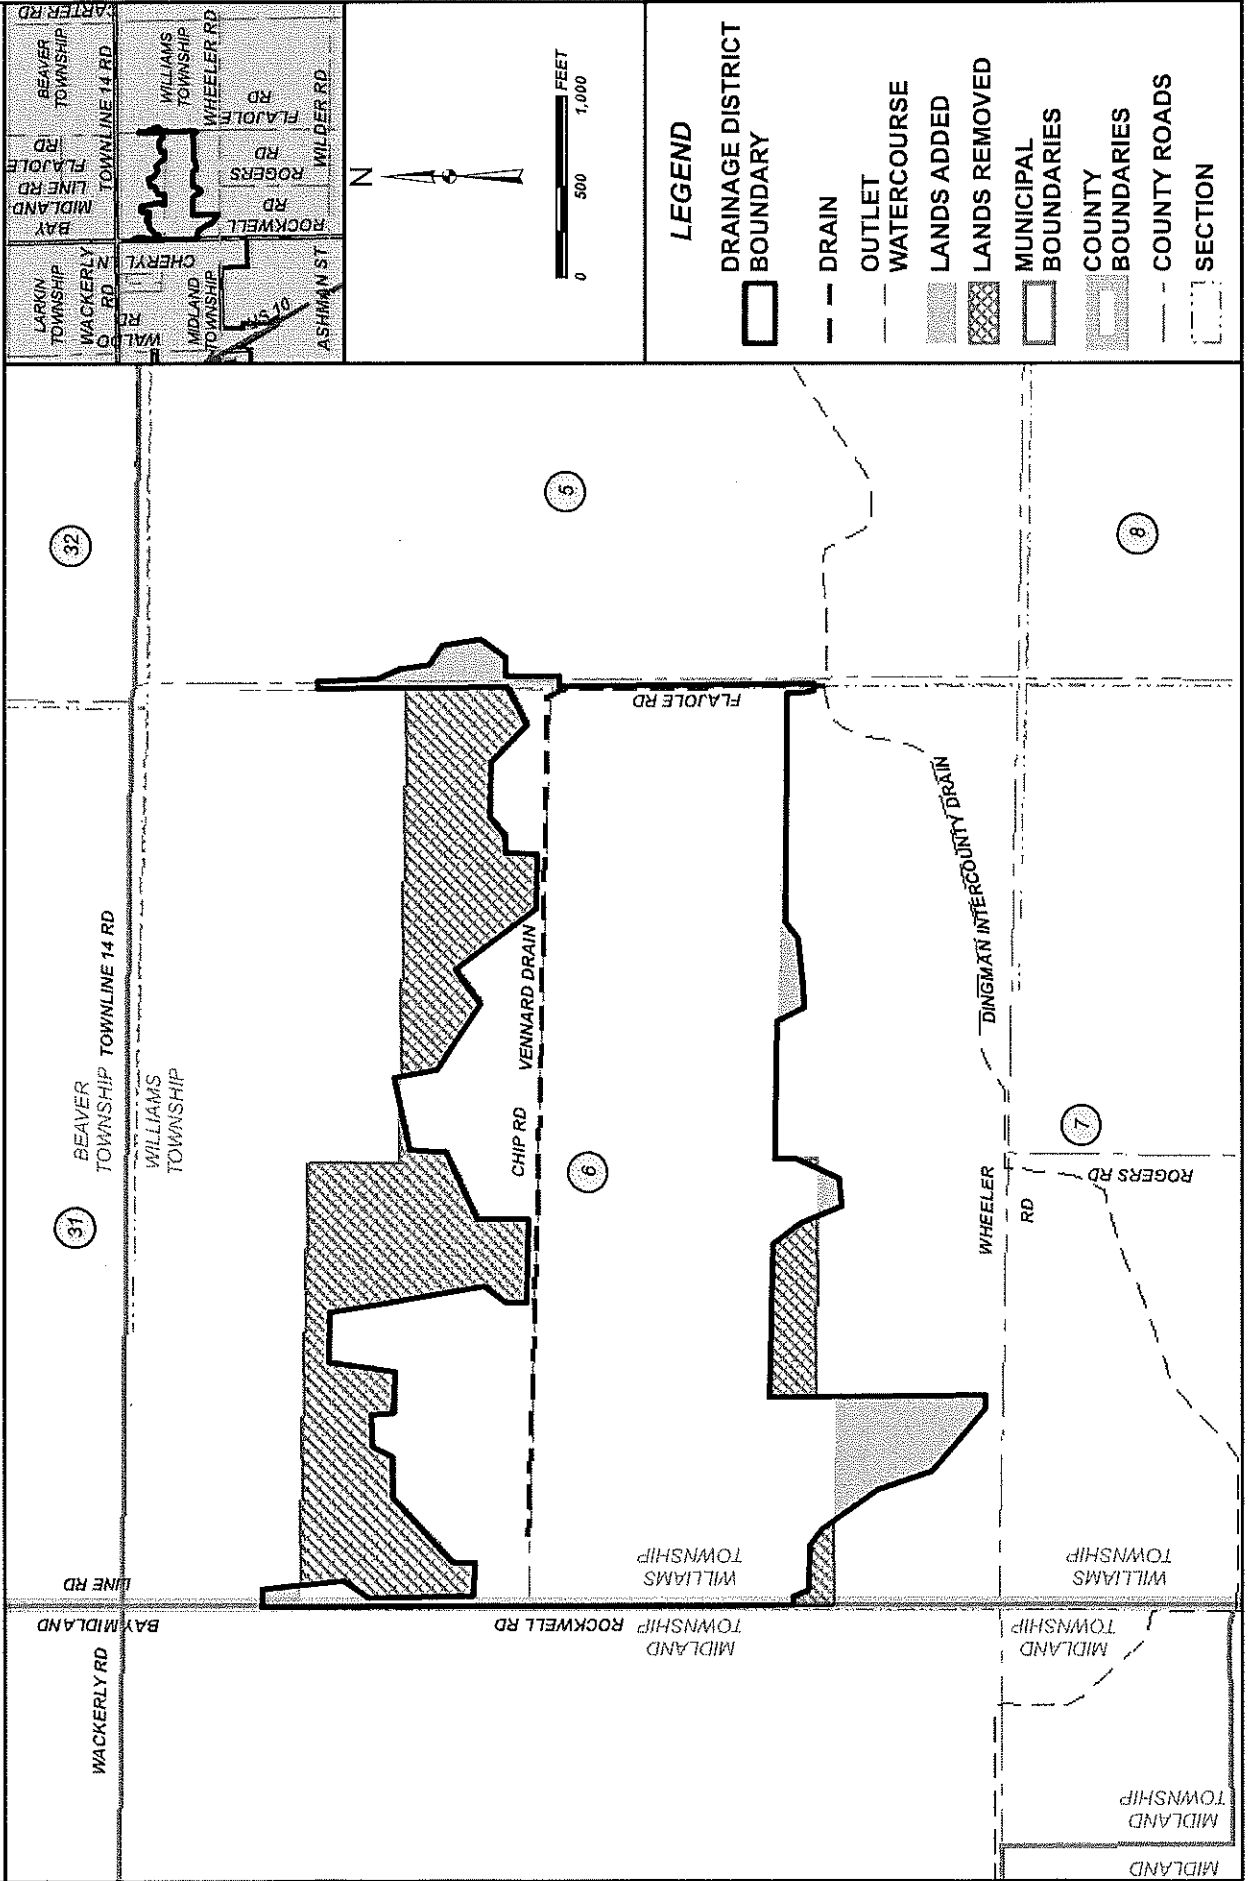 LARKIN
TOWNSHIP
WACKERLY
RD
WALDO
RD
MIDLAND
TOWNSHIP
US 10
ASHMAN ST
CHERYL LN
BAY
MIDLAND
LINE RD
FLAJOLE
RD
TOWNLINE 14 RD
BEAVER
TOWNSHIP
CARTER RD
WILLIAMS
TOWNSHIP
WHEELER RD
ROCKWELL
RD
ROGERS
RD
FLAJOLE
RD
WILDER RD
N
0
500
1,000
FEET
LEGEND
DRAINAGE DISTRICT
BOUNDARY
DRAIN
OUTLET
WATERCOURSE
LANDS ADDED
LANDS REMOVED
MUNICIPAL
BOUNDARIES
COUNTY
BOUNDARIES
COUNTY ROADS
SECTION
WACKERLY RD
BAY MIDLAND
LINE RD
31
BEAVER
TOWNSHIP
TOWNLINE 14 RD
WILLIAMS
TOWNSHIP
32
ROCKWELL RD
MIDLAND
TOWNSHIP
WILLIAMS
TOWNSHIP
CHIP RD
VENNARD DRAIN
6
FLAJOLE RD
5
DINGMAN INTERCOUNTY DRAIN
WHEELER
RD
ROGERS RD
7
8
MIDLAND
TOWNSHIP
WILLIAMS
TOWNSHIP
MIDLAND
TOWNSHIP
MIDLAND